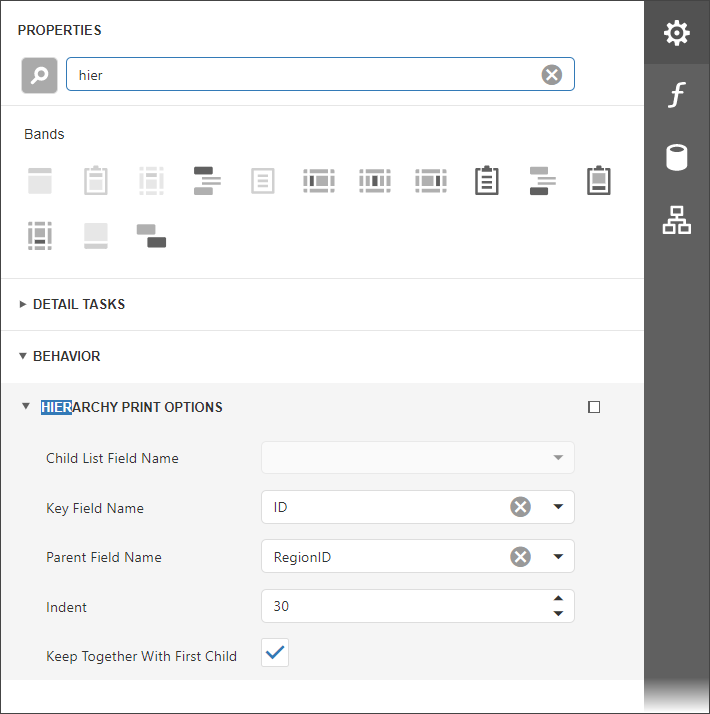 PROPERTIES
hier
Bands
DETAIL TASKS
BEHAVIOR
HIERARCHY PRINT OPTIONS
Child List Field Name
Key Field Name ID
Parent Field Name RegionID
Indent 30
Keep Together With First Child